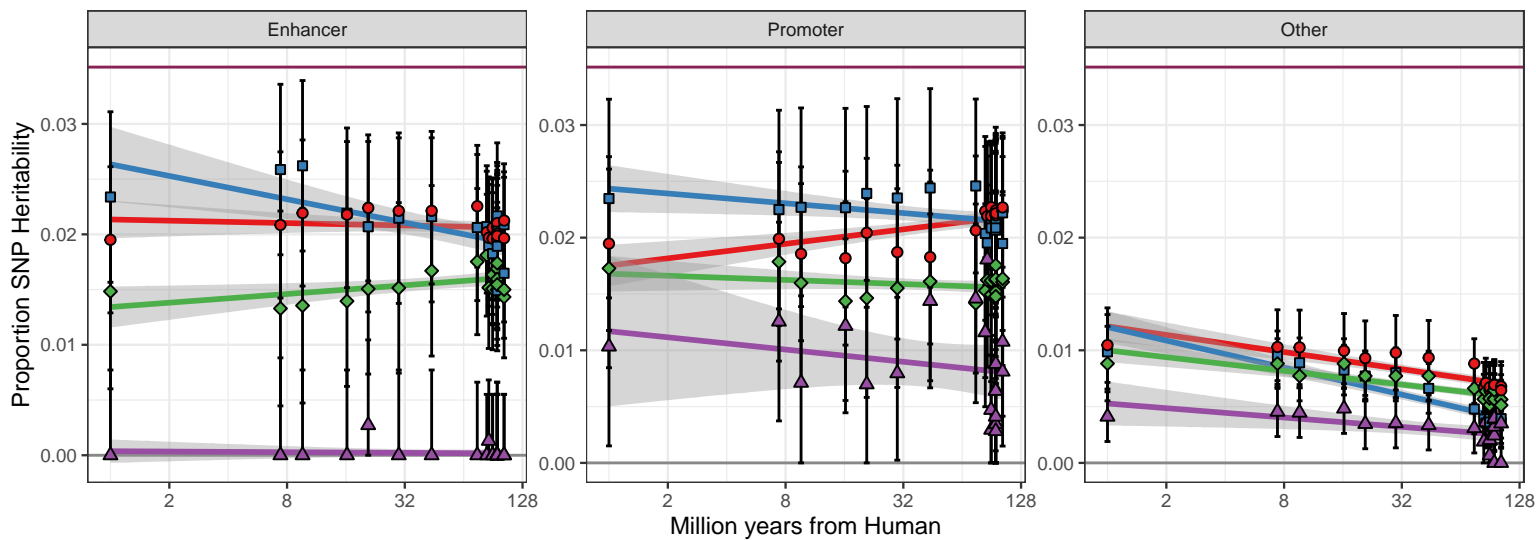 Enhancer
Promoter
Other
Proportion SNP Heritability
0.03
0.02
0.01
0.00
0.03
0.02
0.01
0.00
0.03
0.02
0.01
0.00
2 8 32 128
2 8 32 128
2 8 32 128
Million years from Human